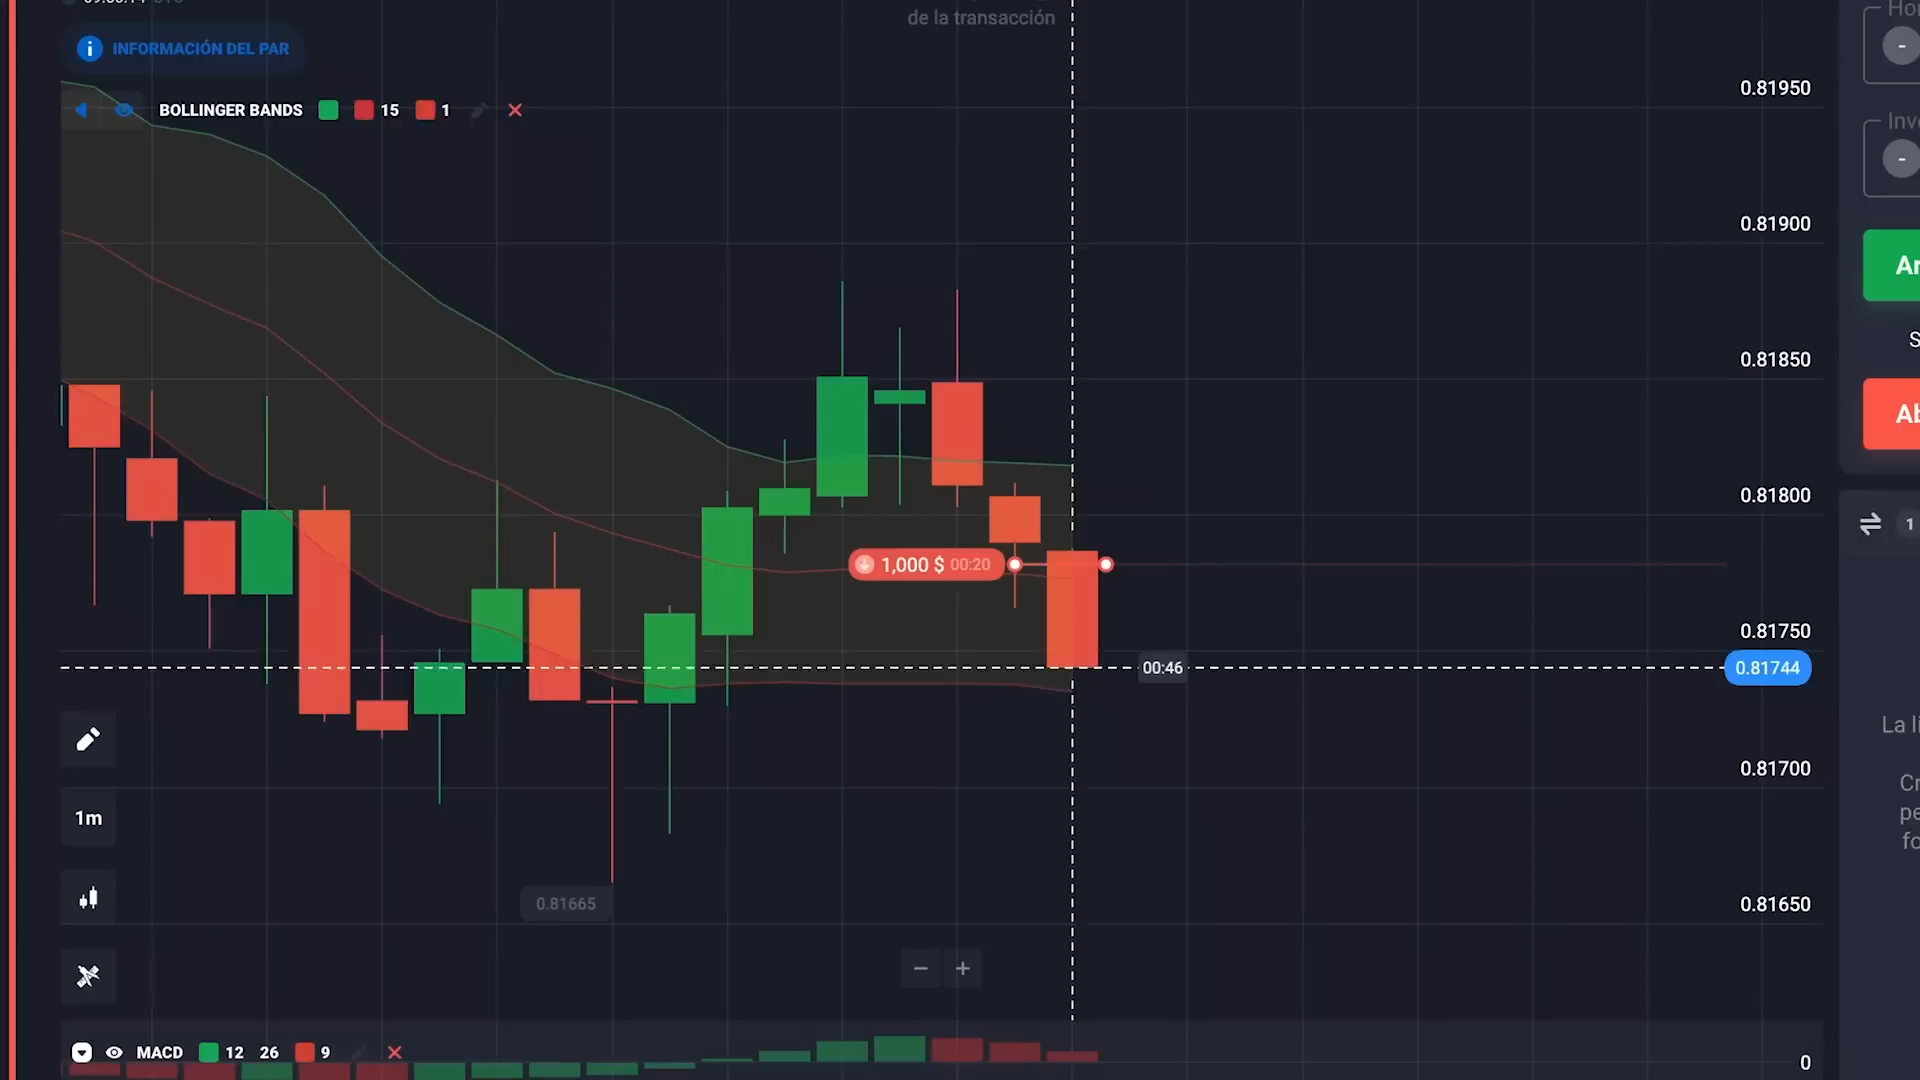 de la transacción
INFORMACIÓN DEL PAR
BOLLINGER BANDS 15 1
0.81950
0.81900
0.81850
0.81800
1
1,000 $ 00:20
0.81750
00:46
0.81744
0.81700
1m
0.81665
0.81650
MACD 12 26 9
0